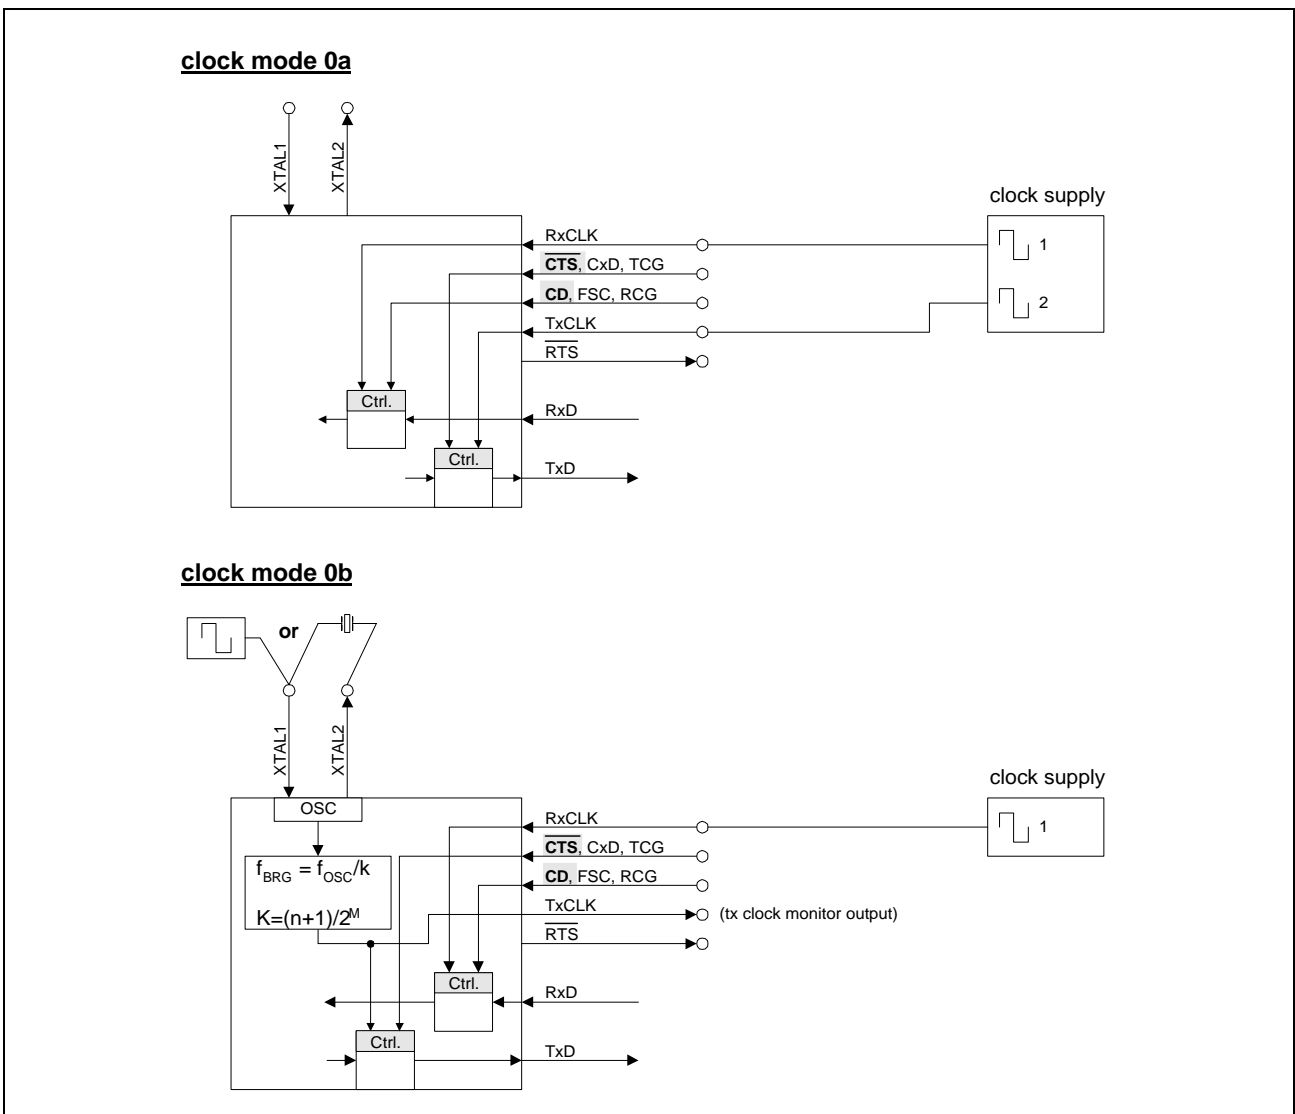 clock mode 0a
XTAL1
XTAL2
clock supply
RxCLK
1
CTS, CxD, TCG
CD, FSC, RCG
2
TxCLK
RTS
Ctrl.
RxD
Ctrl.
TxD
clock mode 0b
or
XTAL1
XTAL2
clock supply
OSC
RxCLK
1
CTS, CxD, TCG
fBRG = fOSC/k
CD, FSC, RCG
K=(n+1)/2^M
TxCLK
(tx clock monitor output)
RTS
Ctrl.
RxD
Ctrl.
TxD